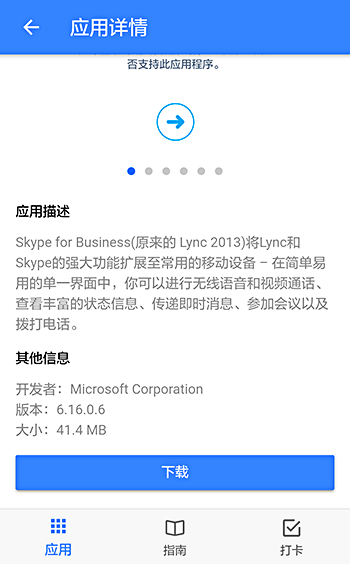 应用详情
否支持此应用程序。
应用描述
Skype for Business(原来的 Lync 2013)将Lync和
Skype的强大功能扩展至常用的移动设备 – 在简单易
用的单一界面中，你可以进行无线语音和视频通话、
查看丰富的状态信息、传递即时消息、参加会议以及
拨打电话。
其他信息
开发者：Microsoft Corporation
版本：6.16.0.6
大小：41.4 MB
下载
应用
指南
打卡